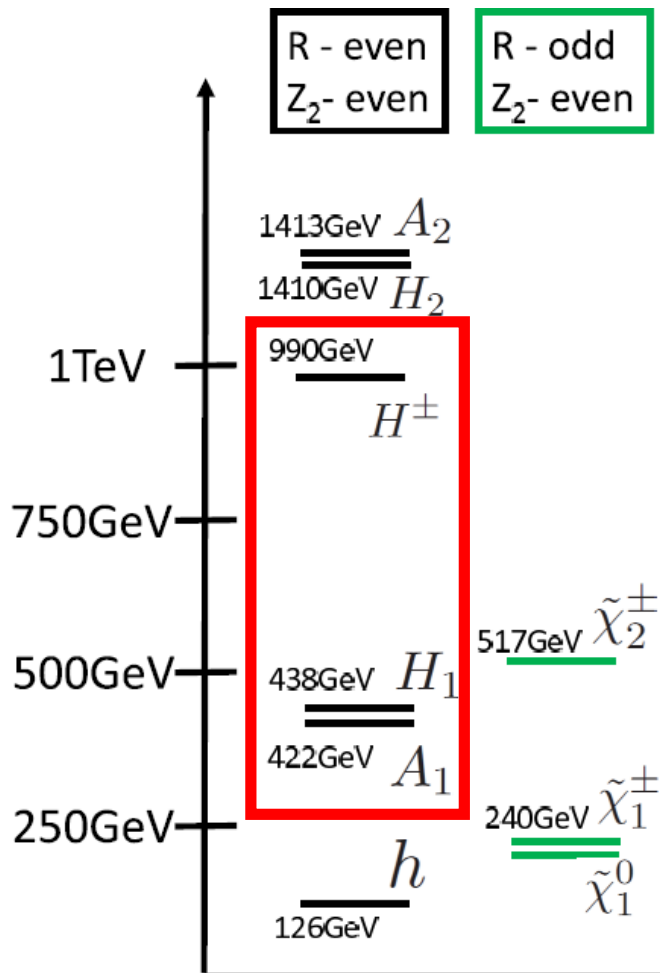 R - even
Z₂- even
R - odd
Z₂- even
1413GeV A₂
1410GeV H₂
990GeV
1TeV
H±
750GeV
517GeV χ̃₂±
500GeV
438GeV H₁
422GeV A₁
250GeV
240GeV χ̃₁±
χ̃₁⁰
h
126GeV